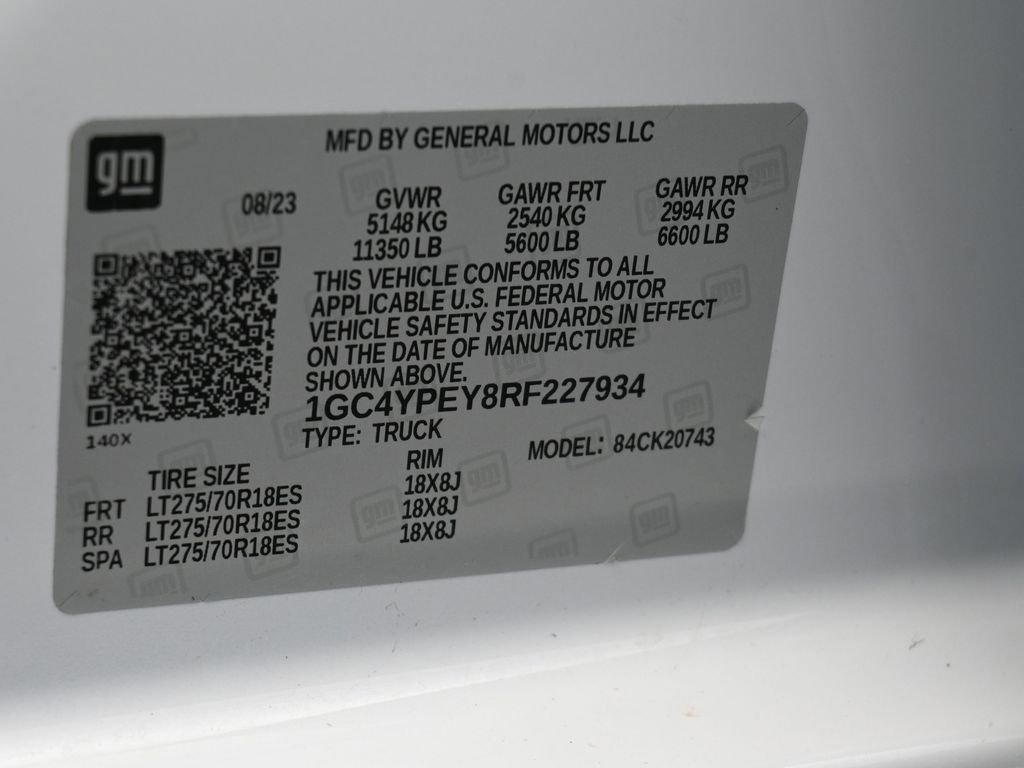 gm
MFD BY GENERAL MOTORS LLC
08/23 GVWR GAWR FRT GAWR RR
5148 KG 2540 KG 2994 KG
11350 LB 5600 LB 6600 LB
THIS VEHICLE CONFORMS TO ALL
APPLICABLE U.S. FEDERAL MOTOR
VEHICLE SAFETY STANDARDS IN EFFECT
ON THE DATE OF MANUFACTURE
SHOWN ABOVE.
1GC4YPEY8RF227934
140X
TYPE: TRUCK MODEL: 84CK20743
TIRE SIZE RIM
FRT LT275/70R18ES 18X8J
RR LT275/70R18ES 18X8J
SPA LT275/70R18ES 18X8J